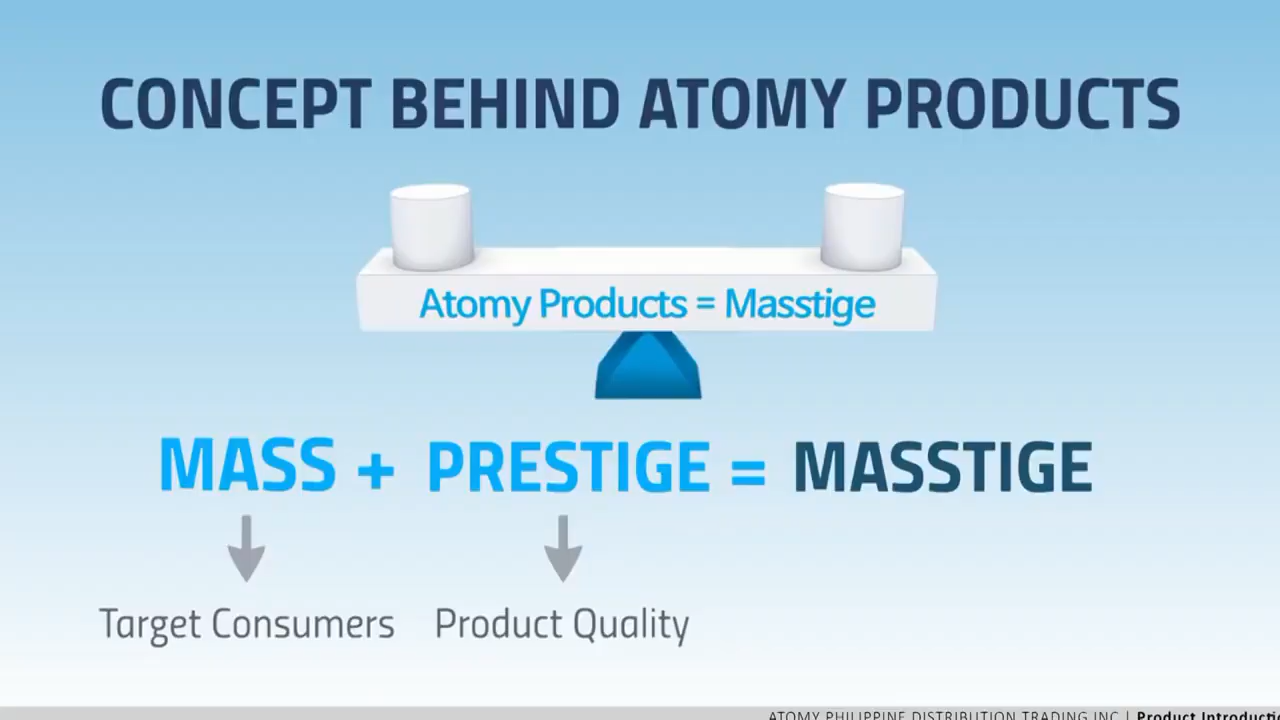 CONCEPT BEHIND ATOMY PRODUCTS
Atomy Products = Masstige
MASS + PRESTIGE = MASSTIGE
Target Consumers Product Quality
ATOMY PHILIPPINE DISTRIBUTION TRADING INC | Product